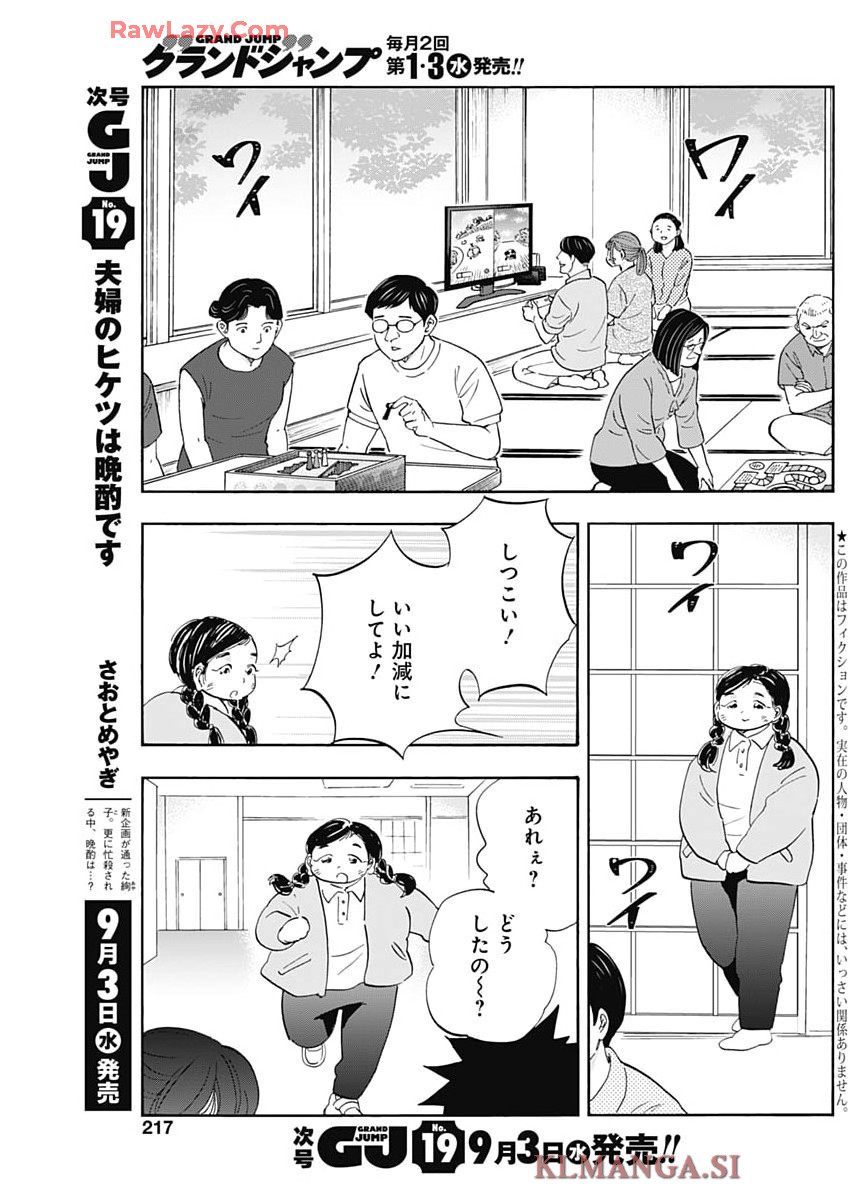 RawLazy.Com
GRAND JUMP
グランドジャンプ
毎月2回
第1・3水発売!!
次号
GJ
GRAND JUMP
No.19
夫婦のヒケツは晩酌です
さおとめやぎ
新企画が通った絢
子。更に忙殺され
る中、晩酌は…?
9月3日水発売
ワイ
ワイ
ワイ
ワイ
しつこい!
いい加減に
してよ!
あれぇ?
どう
したの〜?
★この作品はフィクションです。実在の人物・団体・事件などには、いっさい関係ありません。
217
次号
GJ
GRAND JUMP
No.19
9月3日水発売!!
KLMANGA.SI